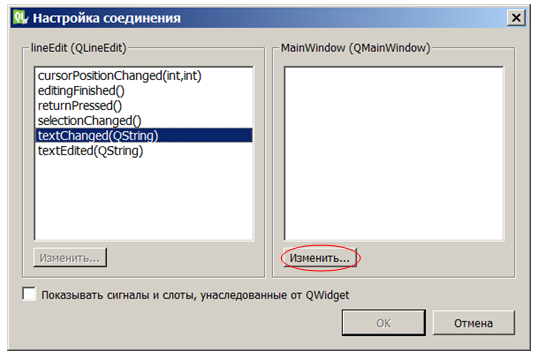 Настройка соединения
lineEdit (QLineEdit)
cursorPositionChanged(int,int)
editingFinished()
returnPressed()
selectionChanged()
textChanged(QString)
textEdited(QString)
Изменить...
MainWindow (QMainWindow)
Изменить...
Показывать сигналы и слоты, унаследованные от QWidget
OK
Отмена